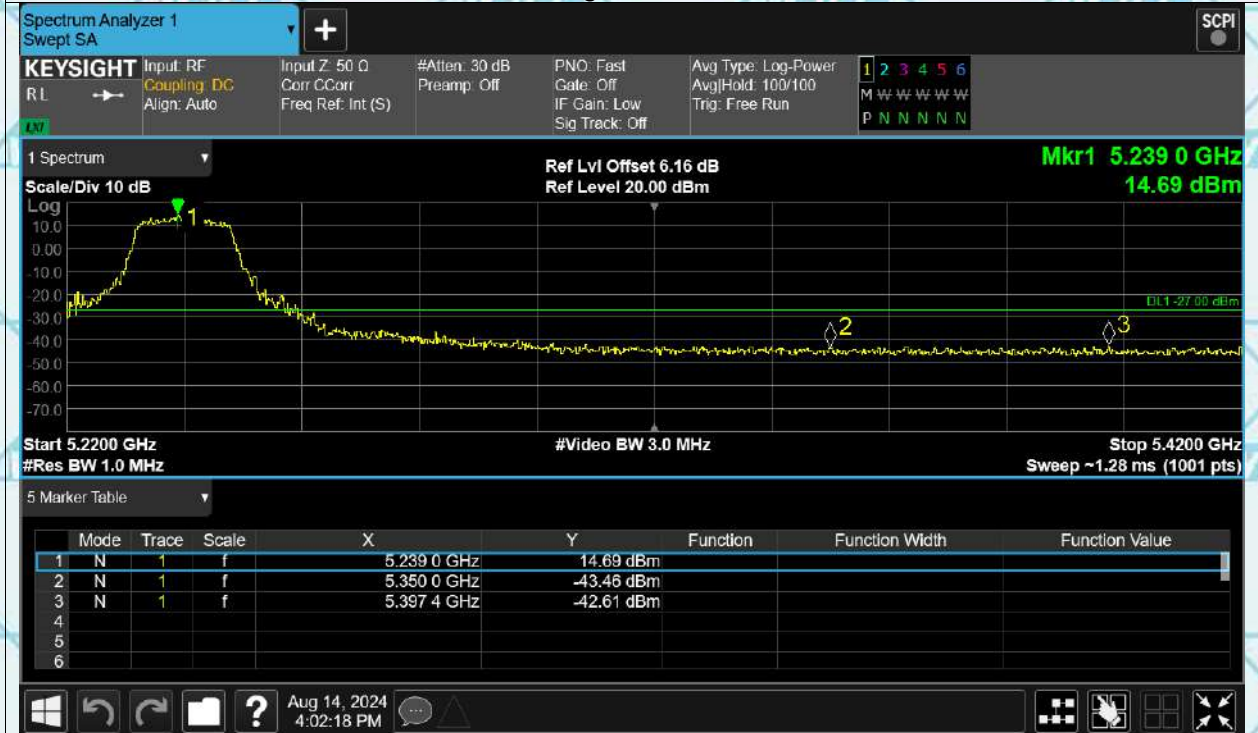 Spectrum Analyzer 1
Swept SA
+
SCPI
KEYSIGHT
RL
LXI
Input: RF
Coupling: DC
Align: Auto
Input Z: 50 Ω
Corr CCorr
Freq Ref: Int (S)
#Atten: 30 dB
Preamp: Off
PNO: Fast
Gate: Off
IF Gain: Low
Sig Track: Off
Avg Type: Log-Power
Avg|Hold: 100/100
Trig: Free Run
1 2 3 4 5 6
M W W W W W
P N N N N N
1 Spectrum
Scale/Div 10 dB
Ref Lvl Offset 6.16 dB
Ref Level 20.00 dBm
Mkr1 5.239 0 GHz
14.69 dBm
Log
10.0
0.00
-10.0
-20.0
-30.0
-40.0
-50.0
-60.0
-70.0
1
2
3
DL1 -27.00 dBm
Start 5.2200 GHz
#Video BW 3.0 MHz
Stop 5.4200 GHz
#Res BW 1.0 MHz
Sweep ~1.28 ms (1001 pts)
5 Marker Table
Mode Trace Scale X Y Function Function Width Function Value
1 N 1 f 5.239 0 GHz 14.69 dBm
2 N 1 f 5.350 0 GHz -43.46 dBm
3 N 1 f 5.397 4 GHz -42.61 dBm
4
5
6
?
Aug 14, 2024
4:02:18 PM